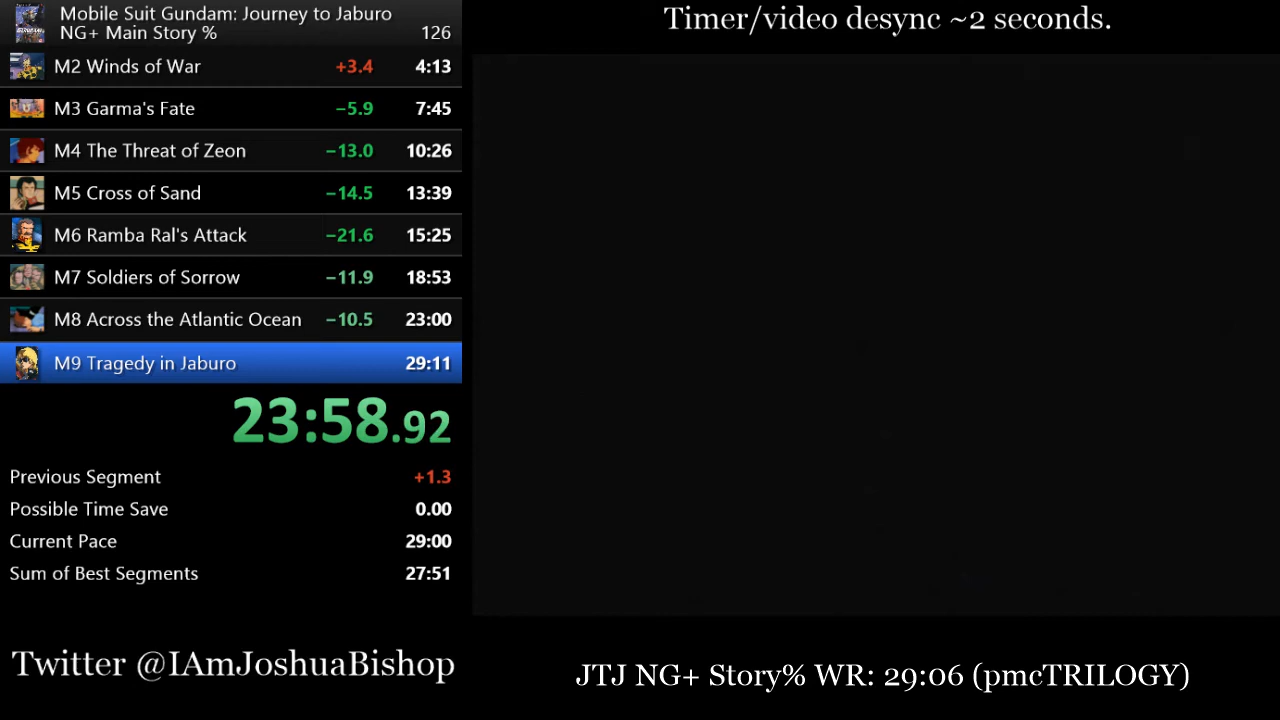 Mobile Suit Gundam: Journey to Jaburo
NG+ Main Story % 126
Timer/video desync ~2 seconds.
M2 Winds of War +3.4 4:13
M3 Garma's Fate −5.9 7:45
M4 The Threat of Zeon −13.0 10:26
M5 Cross of Sand −14.5 13:39
M6 Ramba Ral's Attack −21.6 15:25
M7 Soldiers of Sorrow −11.9 18:53
M8 Across the Atlantic Ocean −10.5 23:00
M9 Tragedy in Jaburo 29:11
23:58.92
Previous Segment +1.3
Possible Time Save 0.00
Current Pace 29:00
Sum of Best Segments 27:51
Twitter @IAmJoshuaBishop
JTJ NG+ Story% WR: 29:06 (pmcTRILOGY)